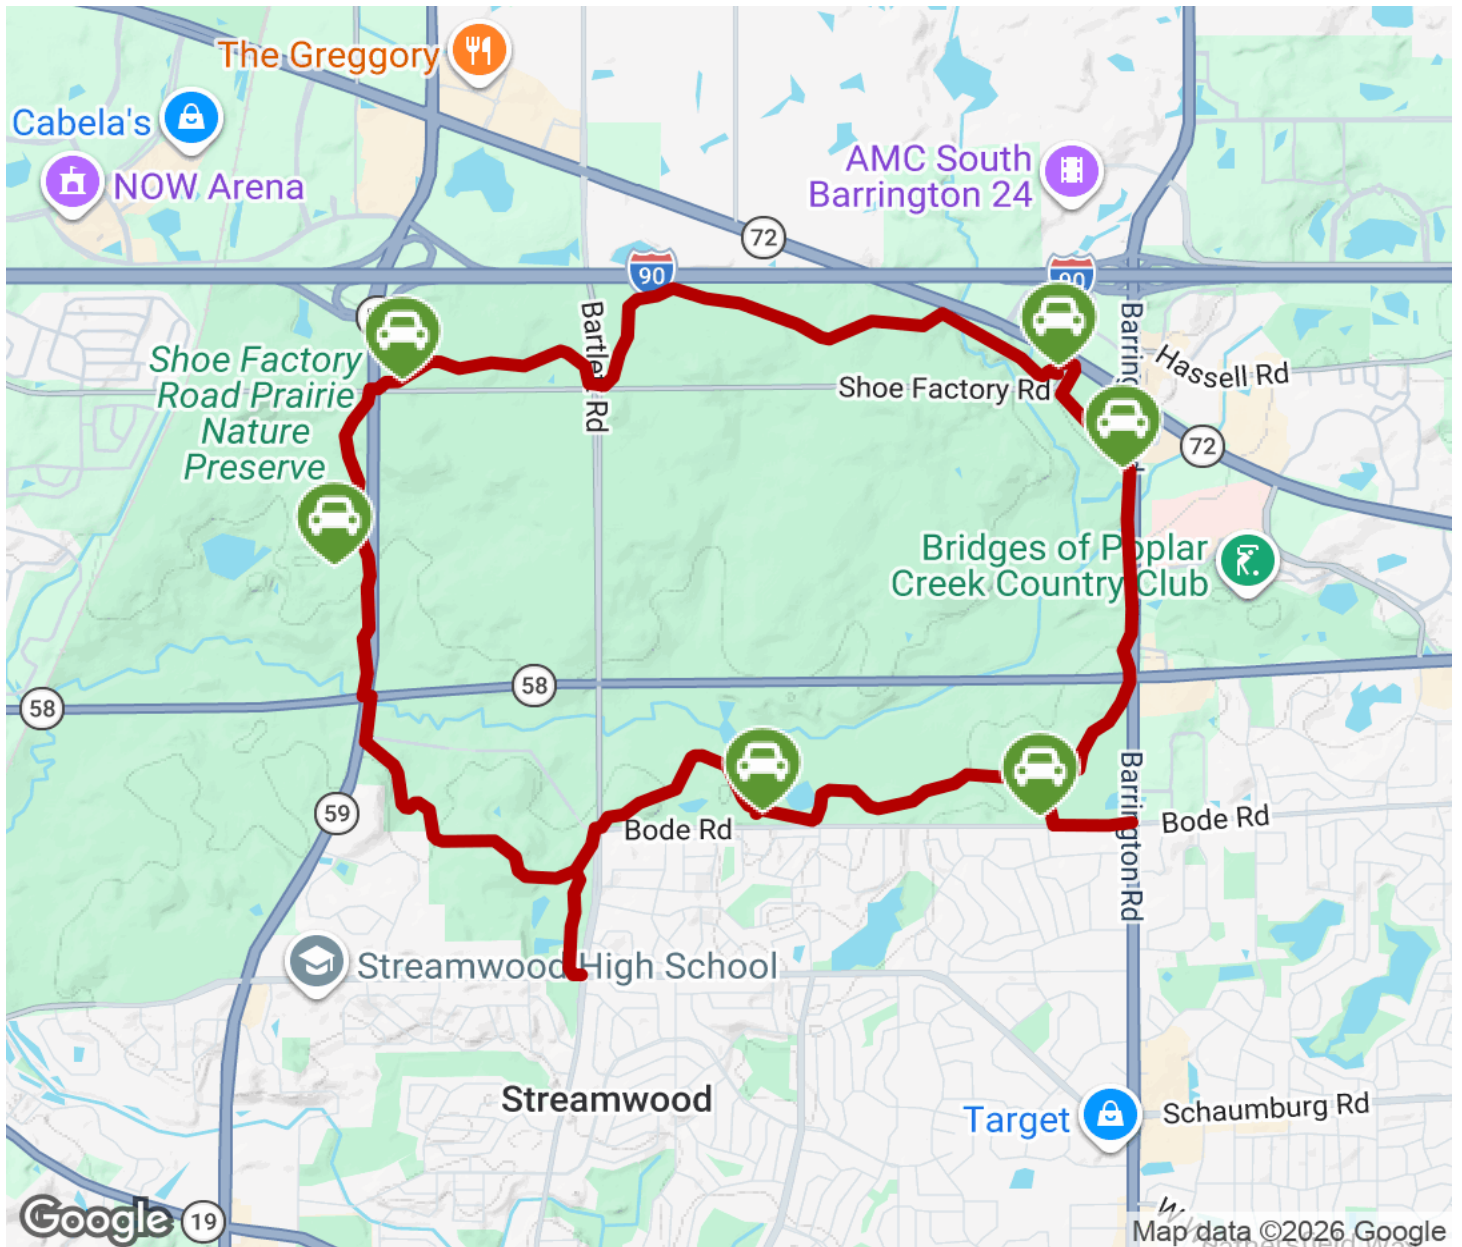 The Greggory
Cabela's
NOW Arena
AMC South
Barrington 24
72
90
90
Shoe Factory
Road Prairie
Nature
Preserve
Hassell Rd
Shoe Factory Rd
72
Bridges of Poplar
Creek Country Club
58
58
59
Bode Rd
Bode Rd
Barrington Rd
Streamwood High School
Streamwood
Target
Schaumburg Rd
Google
19
Map data ©2026 Google